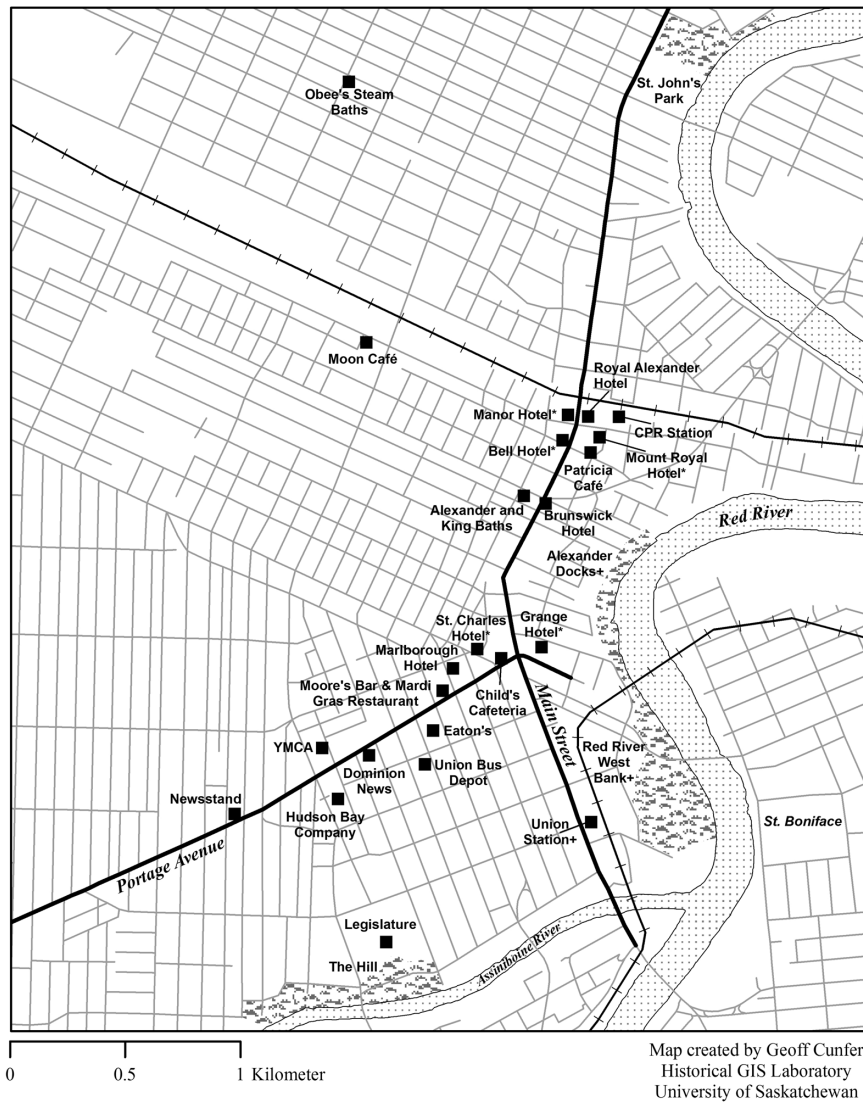 St. John's
Park
Obee's Steam
Baths
Moon Café
Royal Alexander
Hotel
Manor Hotel*
CPR Station
Bell Hotel*
Mount Royal
Hotel*
Patricia
Café
Alexander and
King Baths
Brunswick
Hotel
Red River
Alexander
Docks+
St. Charles
Hotel*
Grange
Hotel*
Marlborough
Hotel
Moore's Bar & Mardi
Gras Restaurant
Child's
Cafeteria
Main Street
Eaton's
YMCA
Dominion
News
Union Bus
Depot
Red River
West
Bank+
Newsstand
Hudson Bay
Company
Union
Station+
St. Boniface
Portage Avenue
Legislature
The Hill
Assiniboine River
0
0.5
1 Kilometer
Map created by Geoff Cunfer
Historical GIS Laboratory
University of Saskatchewan